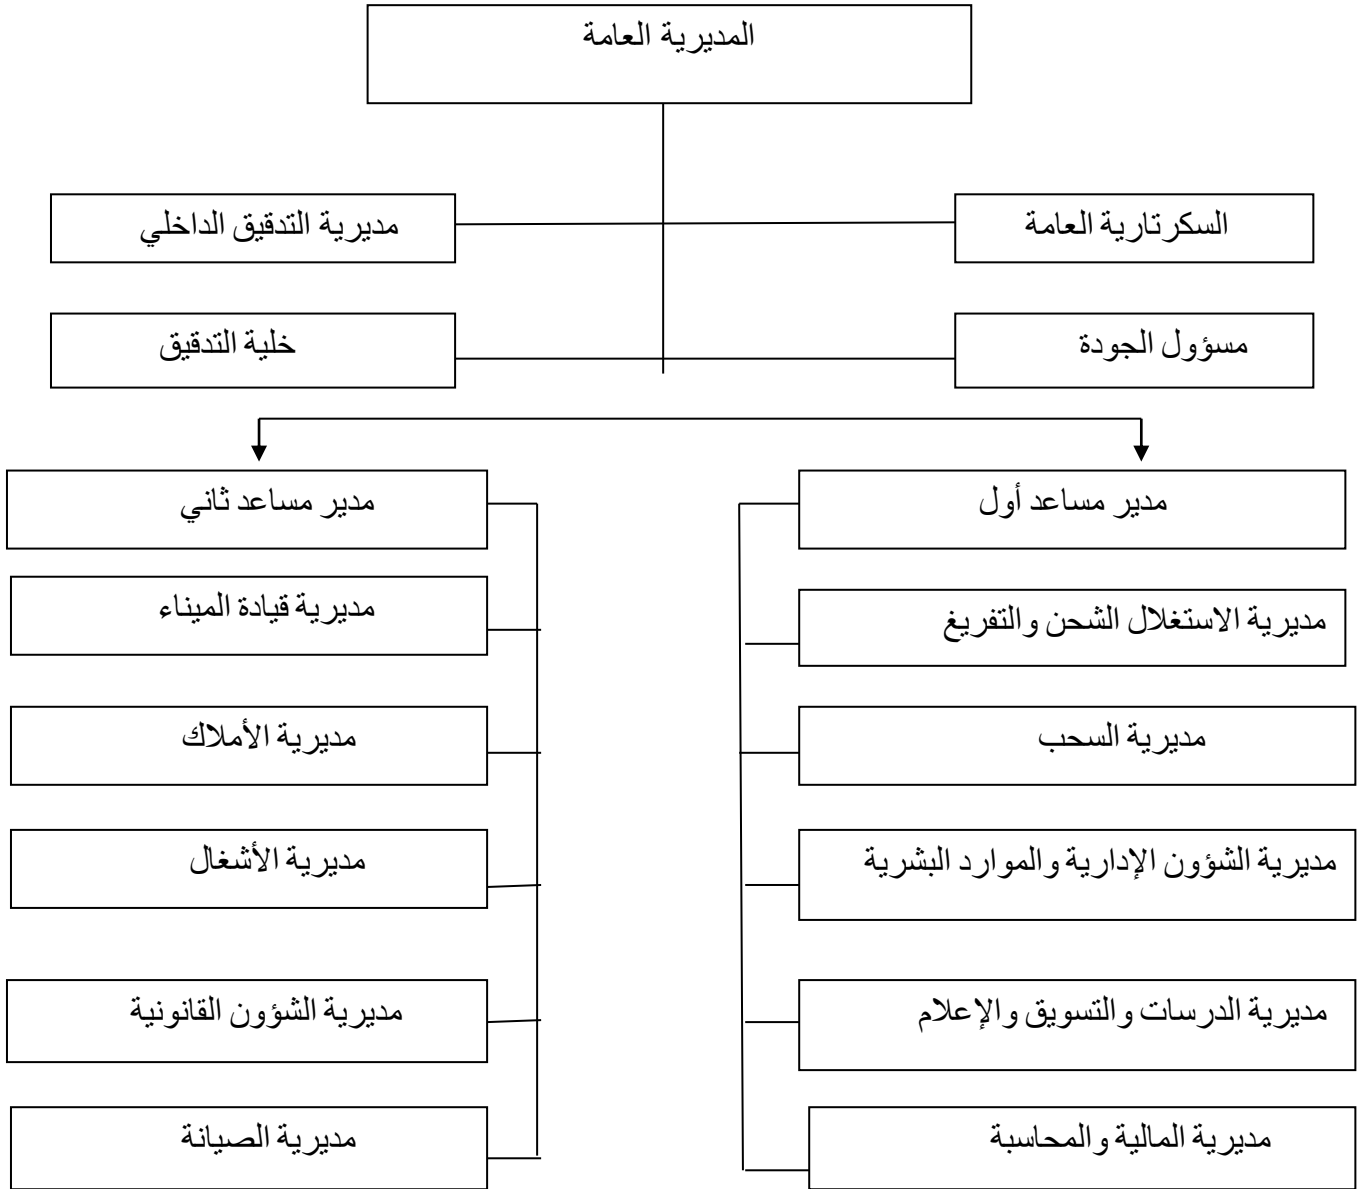 المديرية العامة
السكرتارية العامة
مديرية التدقيق الداخلي
مسؤول الجودة
خلية التدقيق
مدير مساعد أول
مدير مساعد ثاني
مديرية الاستغلال الشحن والتفريغ
مديرية قيادة الميناء
مديرية السحب
مديرية الأملاك
مديرية الشؤون الإدارية والموارد البشرية
مديرية الأشغال
مديرية الدرسات والتسويق والإعلام
مديرية الشؤون القانونية
مديرية المالية والمحاسبة
مديرية الصيانة